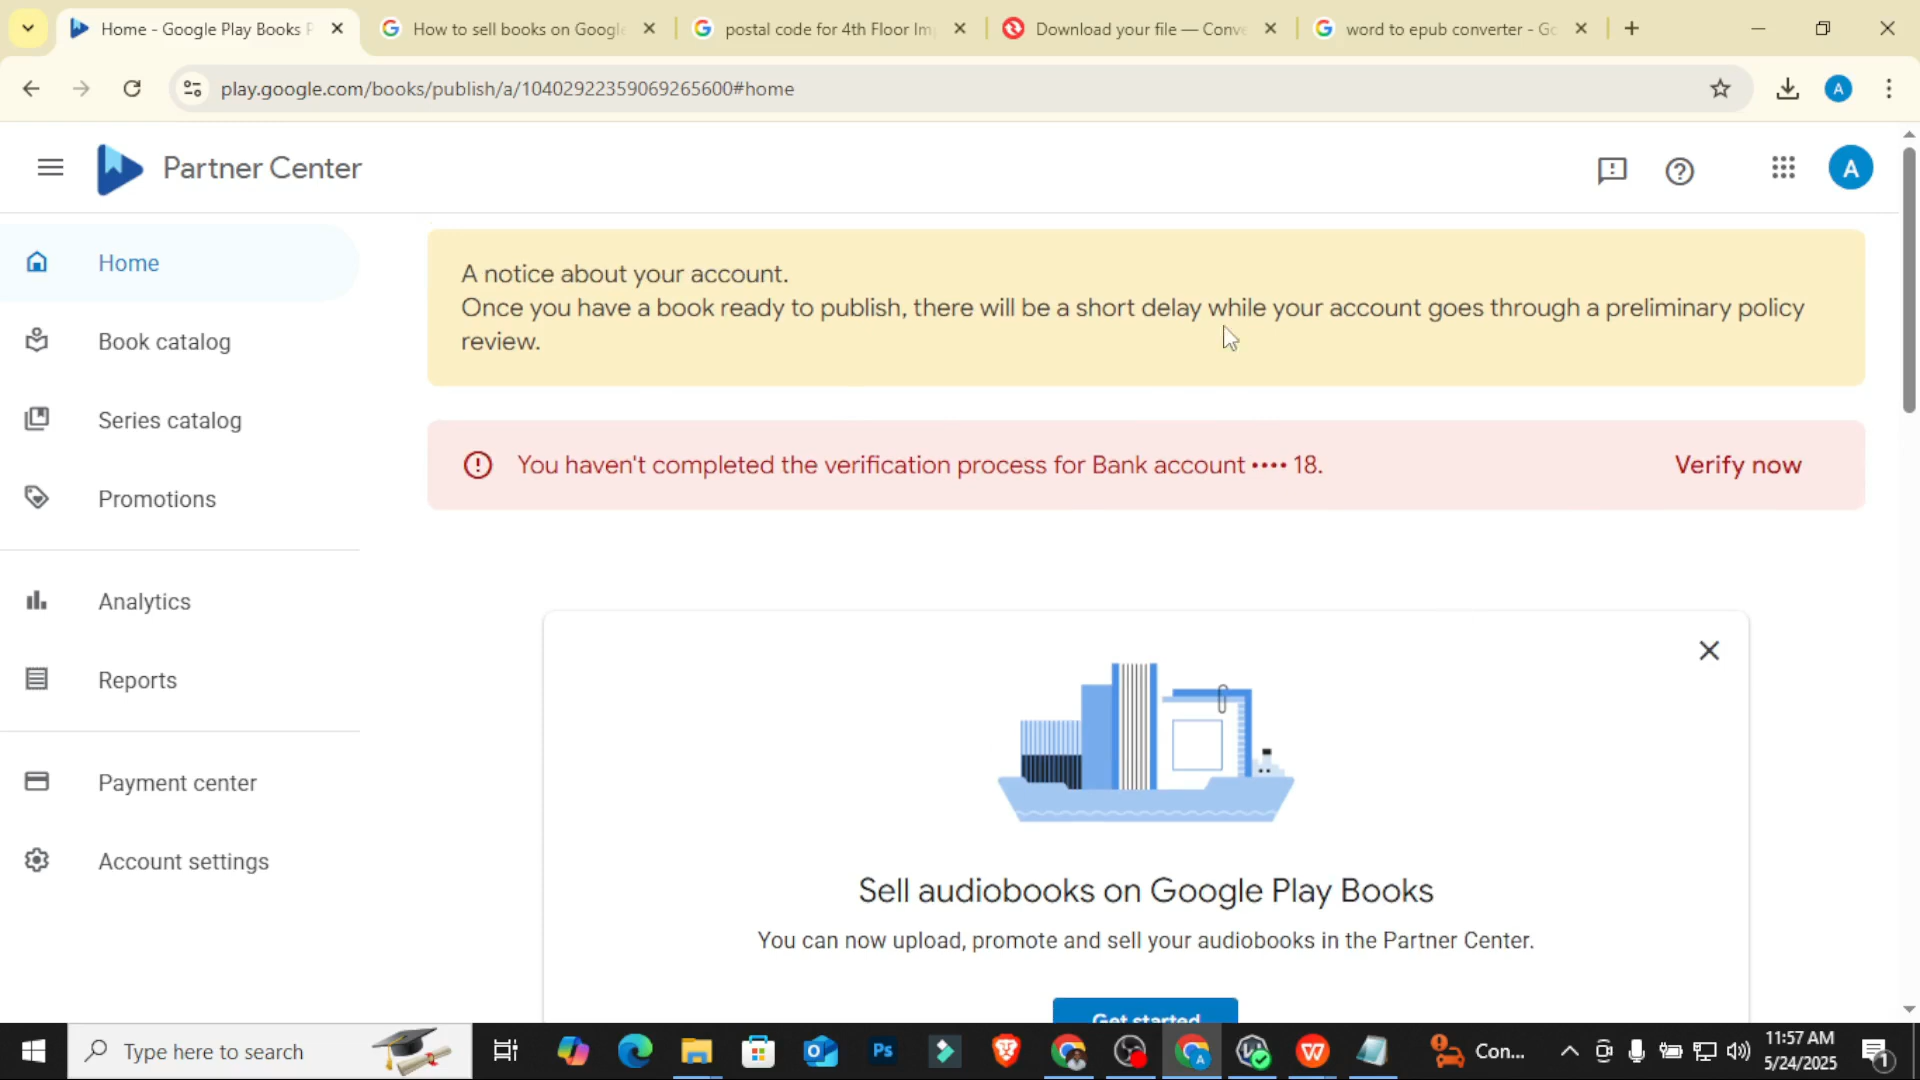 Home - Google Play Books P
How to sell books on Google
postal code for 4th Floor Im
Download your file — Conve
word to epub converter - Go
play.google.com/books/publish/a/10402922359069265600#home
A
Partner Center
A
Home
Book catalog
Series catalog
Promotions
Analytics
Reports
Payment center
Account settings
A notice about your account.
Once you have a book ready to publish, there will be a short delay while your account goes through a preliminary policy
review.
You haven't completed the verification process for Bank account •••• 18.
Verify now
Sell audiobooks on Google Play Books
You can now upload, promote and sell your audiobooks in the Partner Center.
Get started
Type here to search
Ps
Con...
11:57 AM
5/24/2025
1